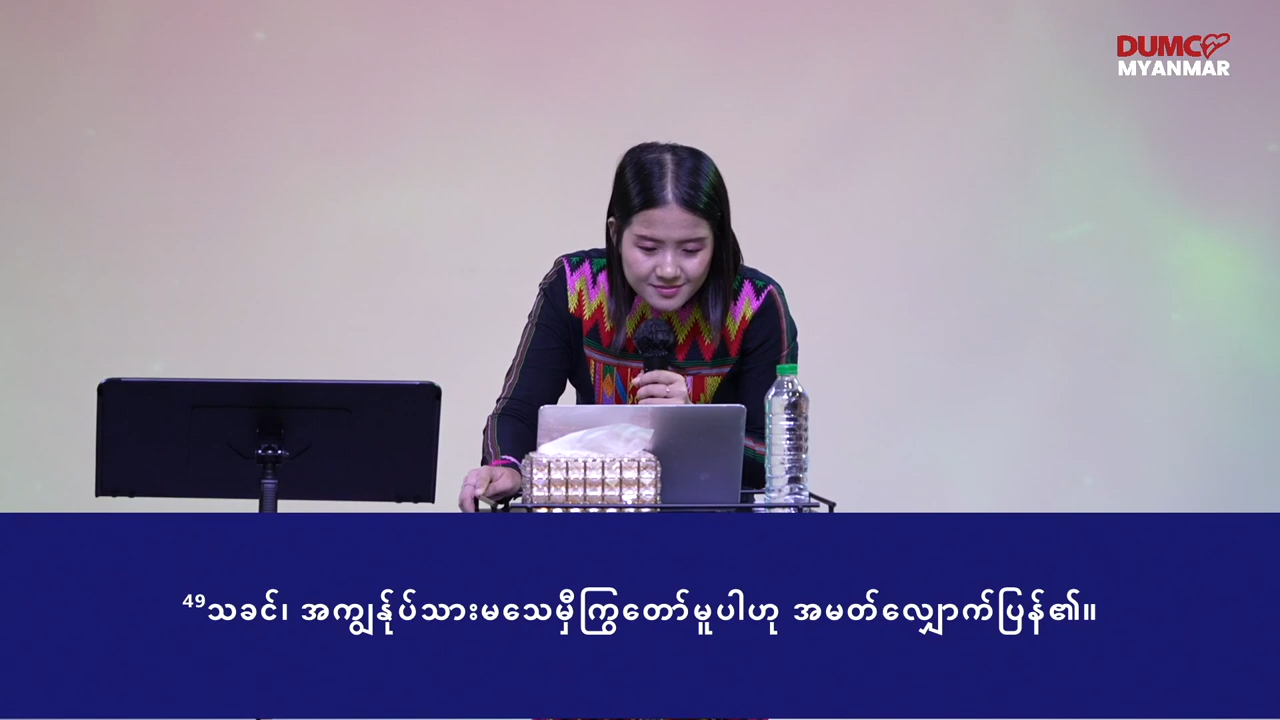 DUMC
MYANMAR
⁴⁹သခင်၊ အကျွန်ုပ်သားမသေမှီကြွတော်မူပါဟု အမတ်လျှောက်ပြန်၏။